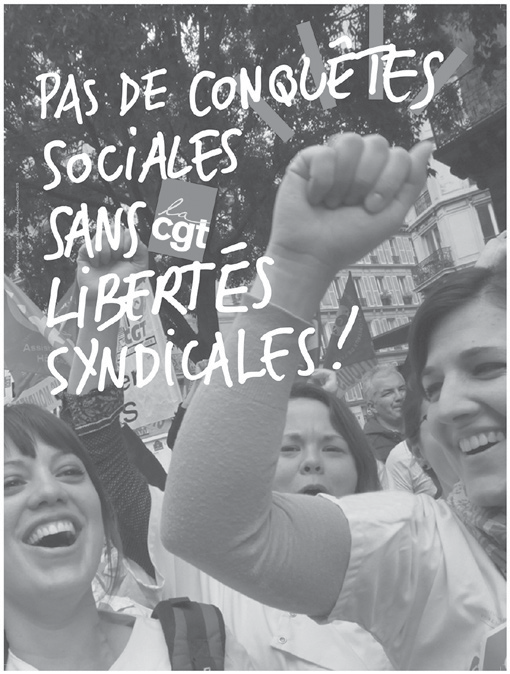 PAS DE CONQUÊTES
SOCIALES
SANS
la
cgt
LIBERTÉS
SYNDICALES !